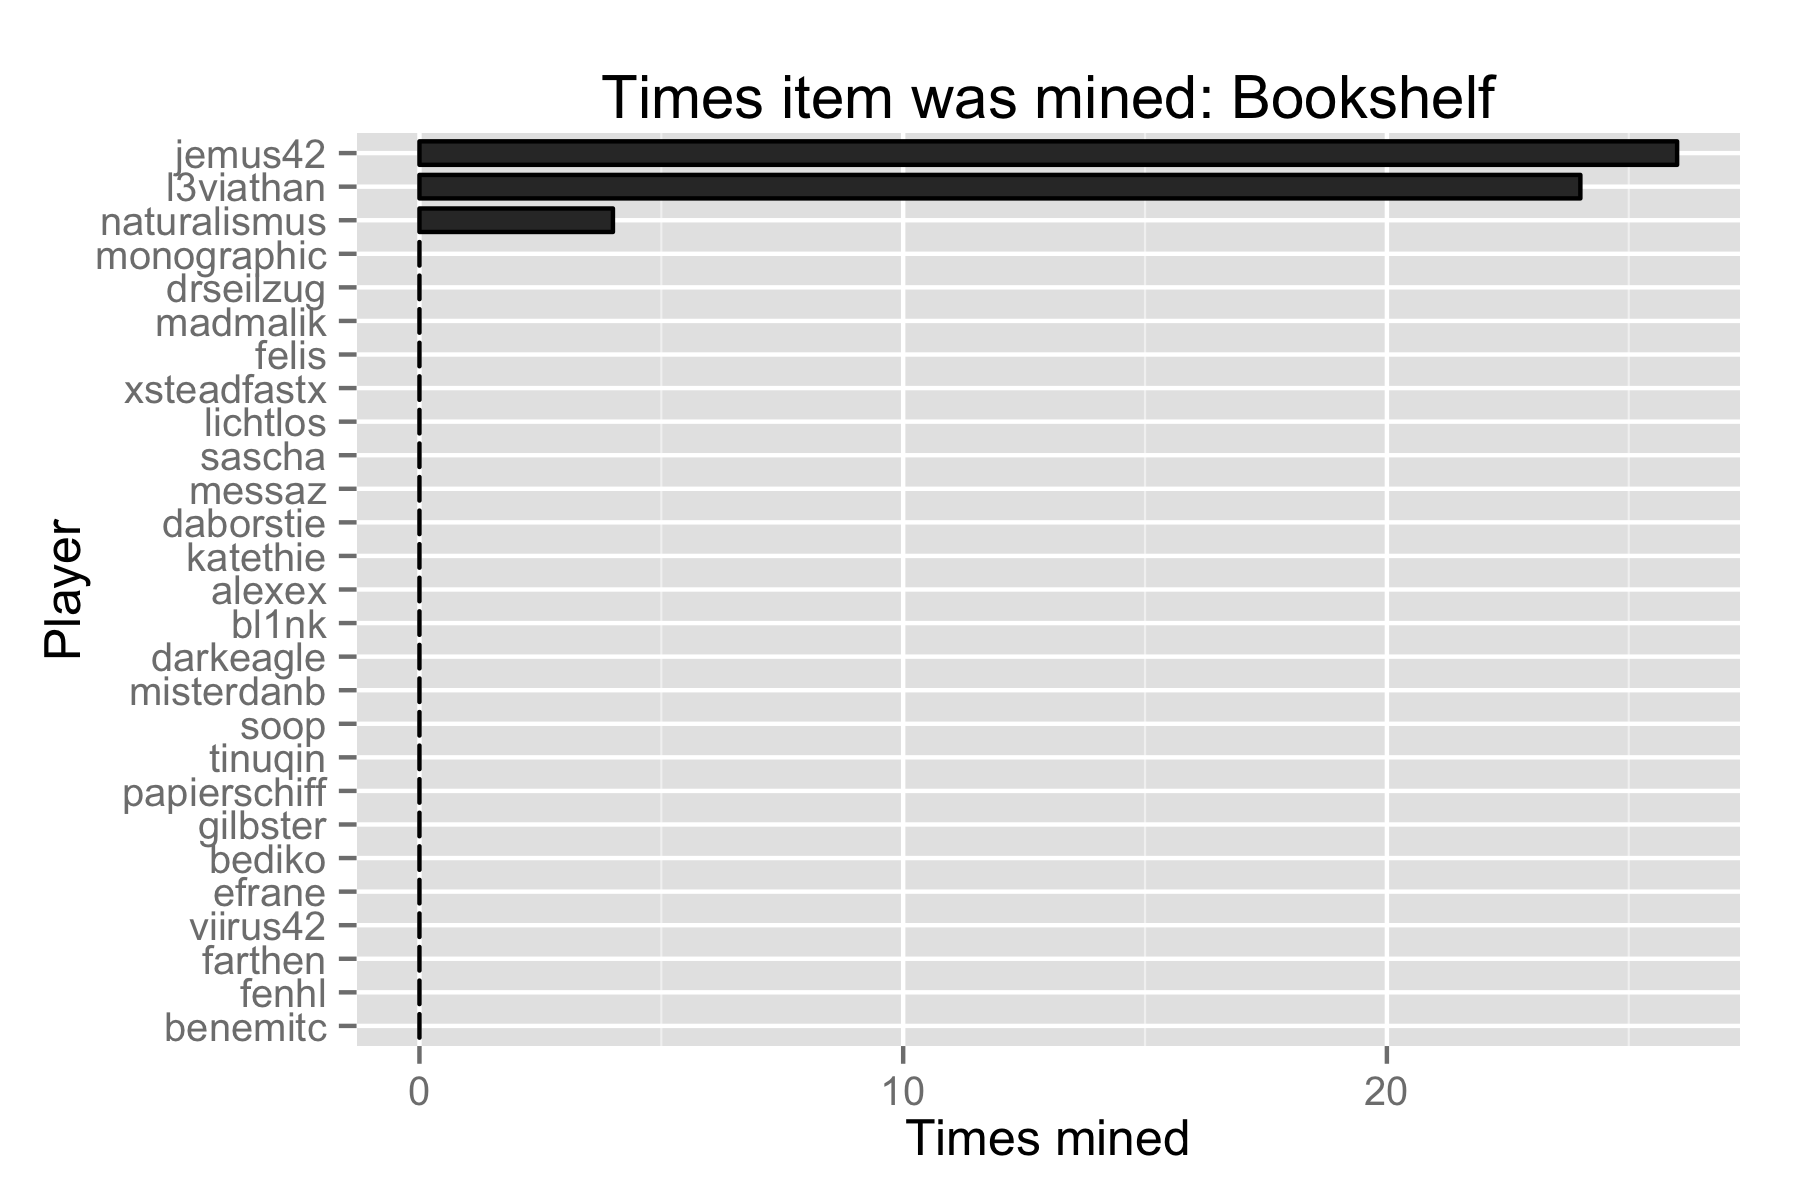 Times item was mined: Bookshelf
jemus42
l3viathan
naturalismus
monographic
drseilzug
madmalik
felis
xsteadfastx
lichtlos
sascha
messaz
daborstie
katethie
alexex
bl1nk
darkeagle
misterdanb
soop
tinuqin
papierschiff
gilbster
bediko
efrane
viirus42
farthen
fenhl
benemitc
Player
0 10 20
Times mined